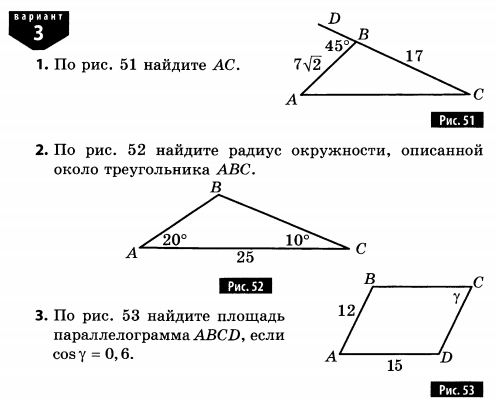 вариант
3
1. По рис. 51 найдите AC.
D
B
45°
7√2
17
A
C
Рис. 51
2. По рис. 52 найдите радиус окружности, описанной
около треугольника ABC.
B
20°
10°
A
25
C
Рис. 52
3. По рис. 53 найдите площадь
параллелограмма ABCD, если
cos γ = 0,6.
B
C
γ
12
A
15
D
Рис. 53